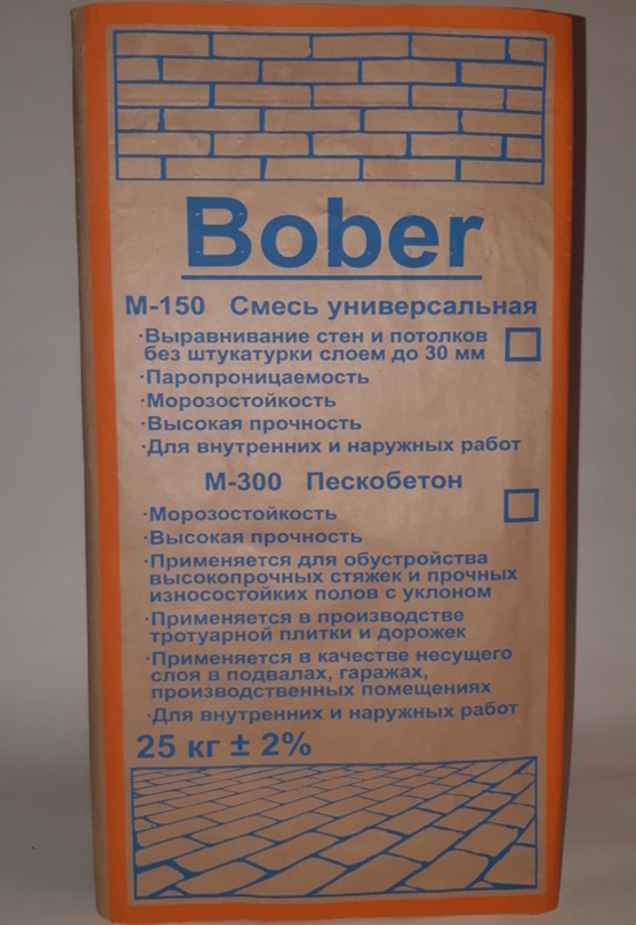 Bober
М-150 Смесь универсальная
·Выравнивание стен и потолков
без штукатурки слоем до 30 мм
·Паропроницаемость
·Морозостойкость
·Высокая прочность
·Для внутренних и наружных работ
М-300 Пескобетон
·Морозостойкость
·Высокая прочность
·Применяется для обустройства
высокопрочных стяжек и прочных
износостойких полов с уклоном
·Применяется в производстве
тротуарной плитки и дорожек
·Применяется в качестве несущего
слоя в подвалах, гаражах,
производственных помещениях
·Для внутренних и наружных работ
25 кг ± 2%